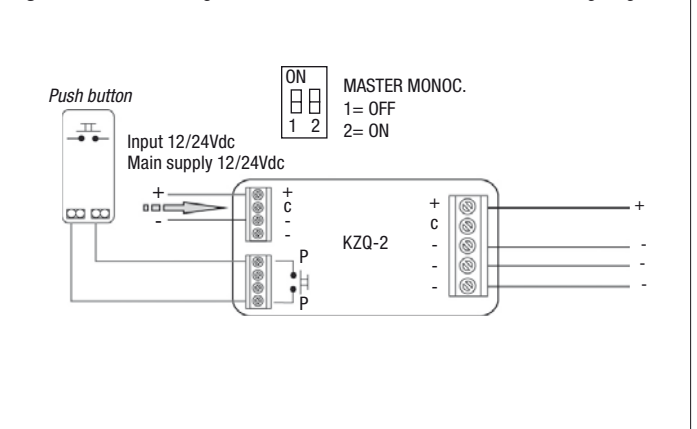 ON
1 2
MASTER MONOC.
1= OFF
2= ON
Push button
Input 12/24Vdc
Main supply 12/24Vdc
+
-
+
C
-
-
P
P
KZQ-2
+
C
-
-
-
+
-
-
-